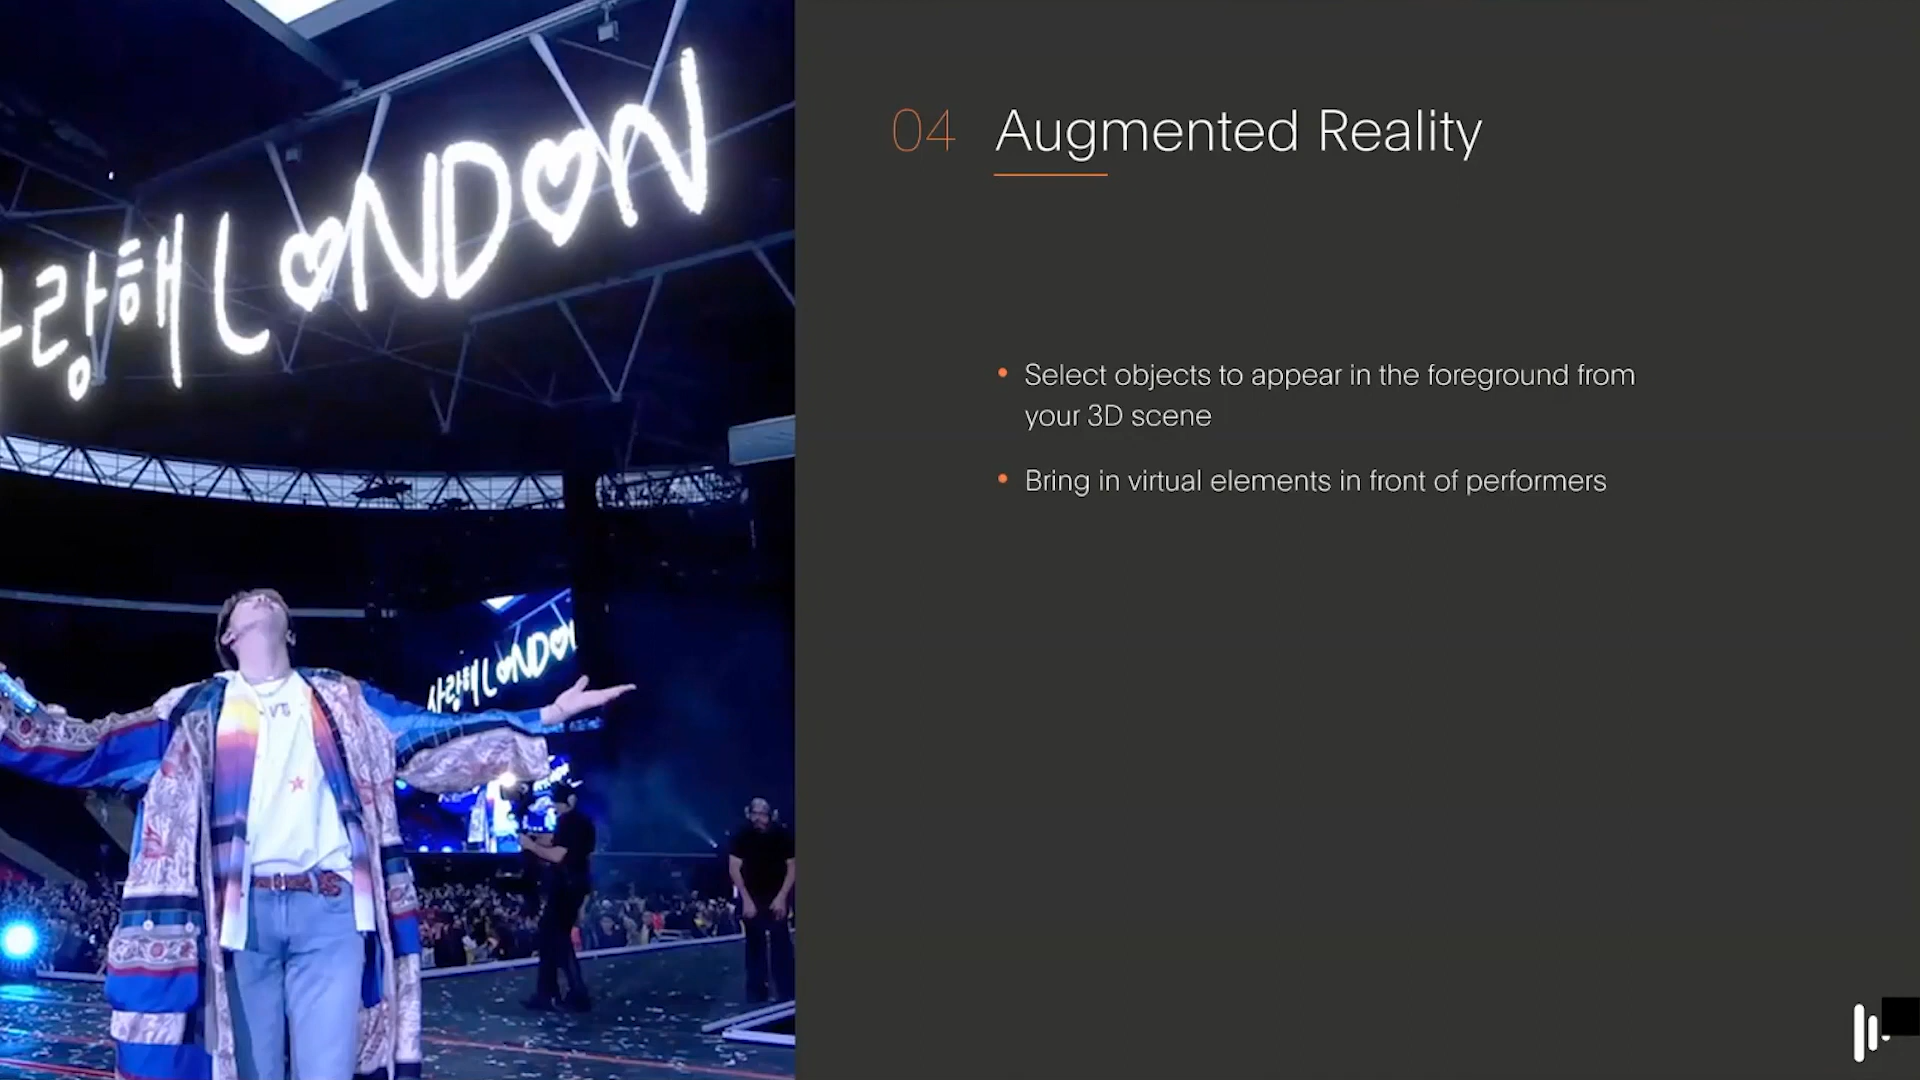 사랑해 LONDON
04 Augmented Reality
• Select objects to appear in the foreground from
your 3D scene
• Bring in virtual elements in front of performers
사랑해 LONDON